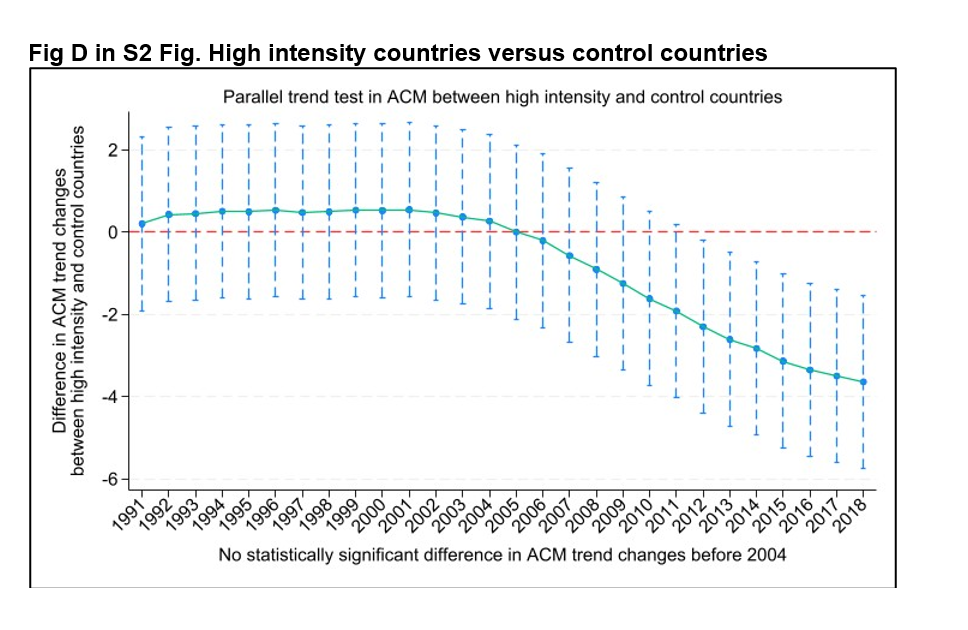 Fig D in S2 Fig. High intensity countries versus control countries
Parallel trend test in ACM between high intensity and control countries
Difference in ACM trend changes
between high intensity and control countries
2
0
-2
-4
-6
1991 1992 1993 1994 1995 1996 1997 1998 1999 2000 2001 2002 2003 2004 2005 2006 2007 2008 2009 2010 2011 2012 2013 2014 2015 2016 2017 2018
No statistically significant difference in ACM trend changes before 2004